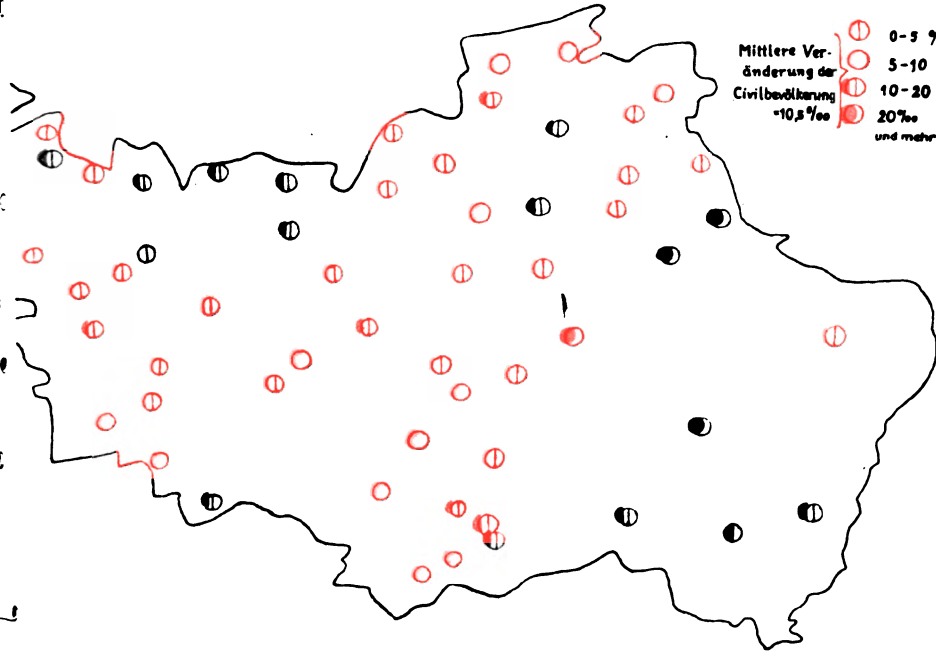 Mittlere Ver-
änderung der
Civilbevölkerung
=10,5‰
0-5 %
5-10
10-20
20‰
und mehr